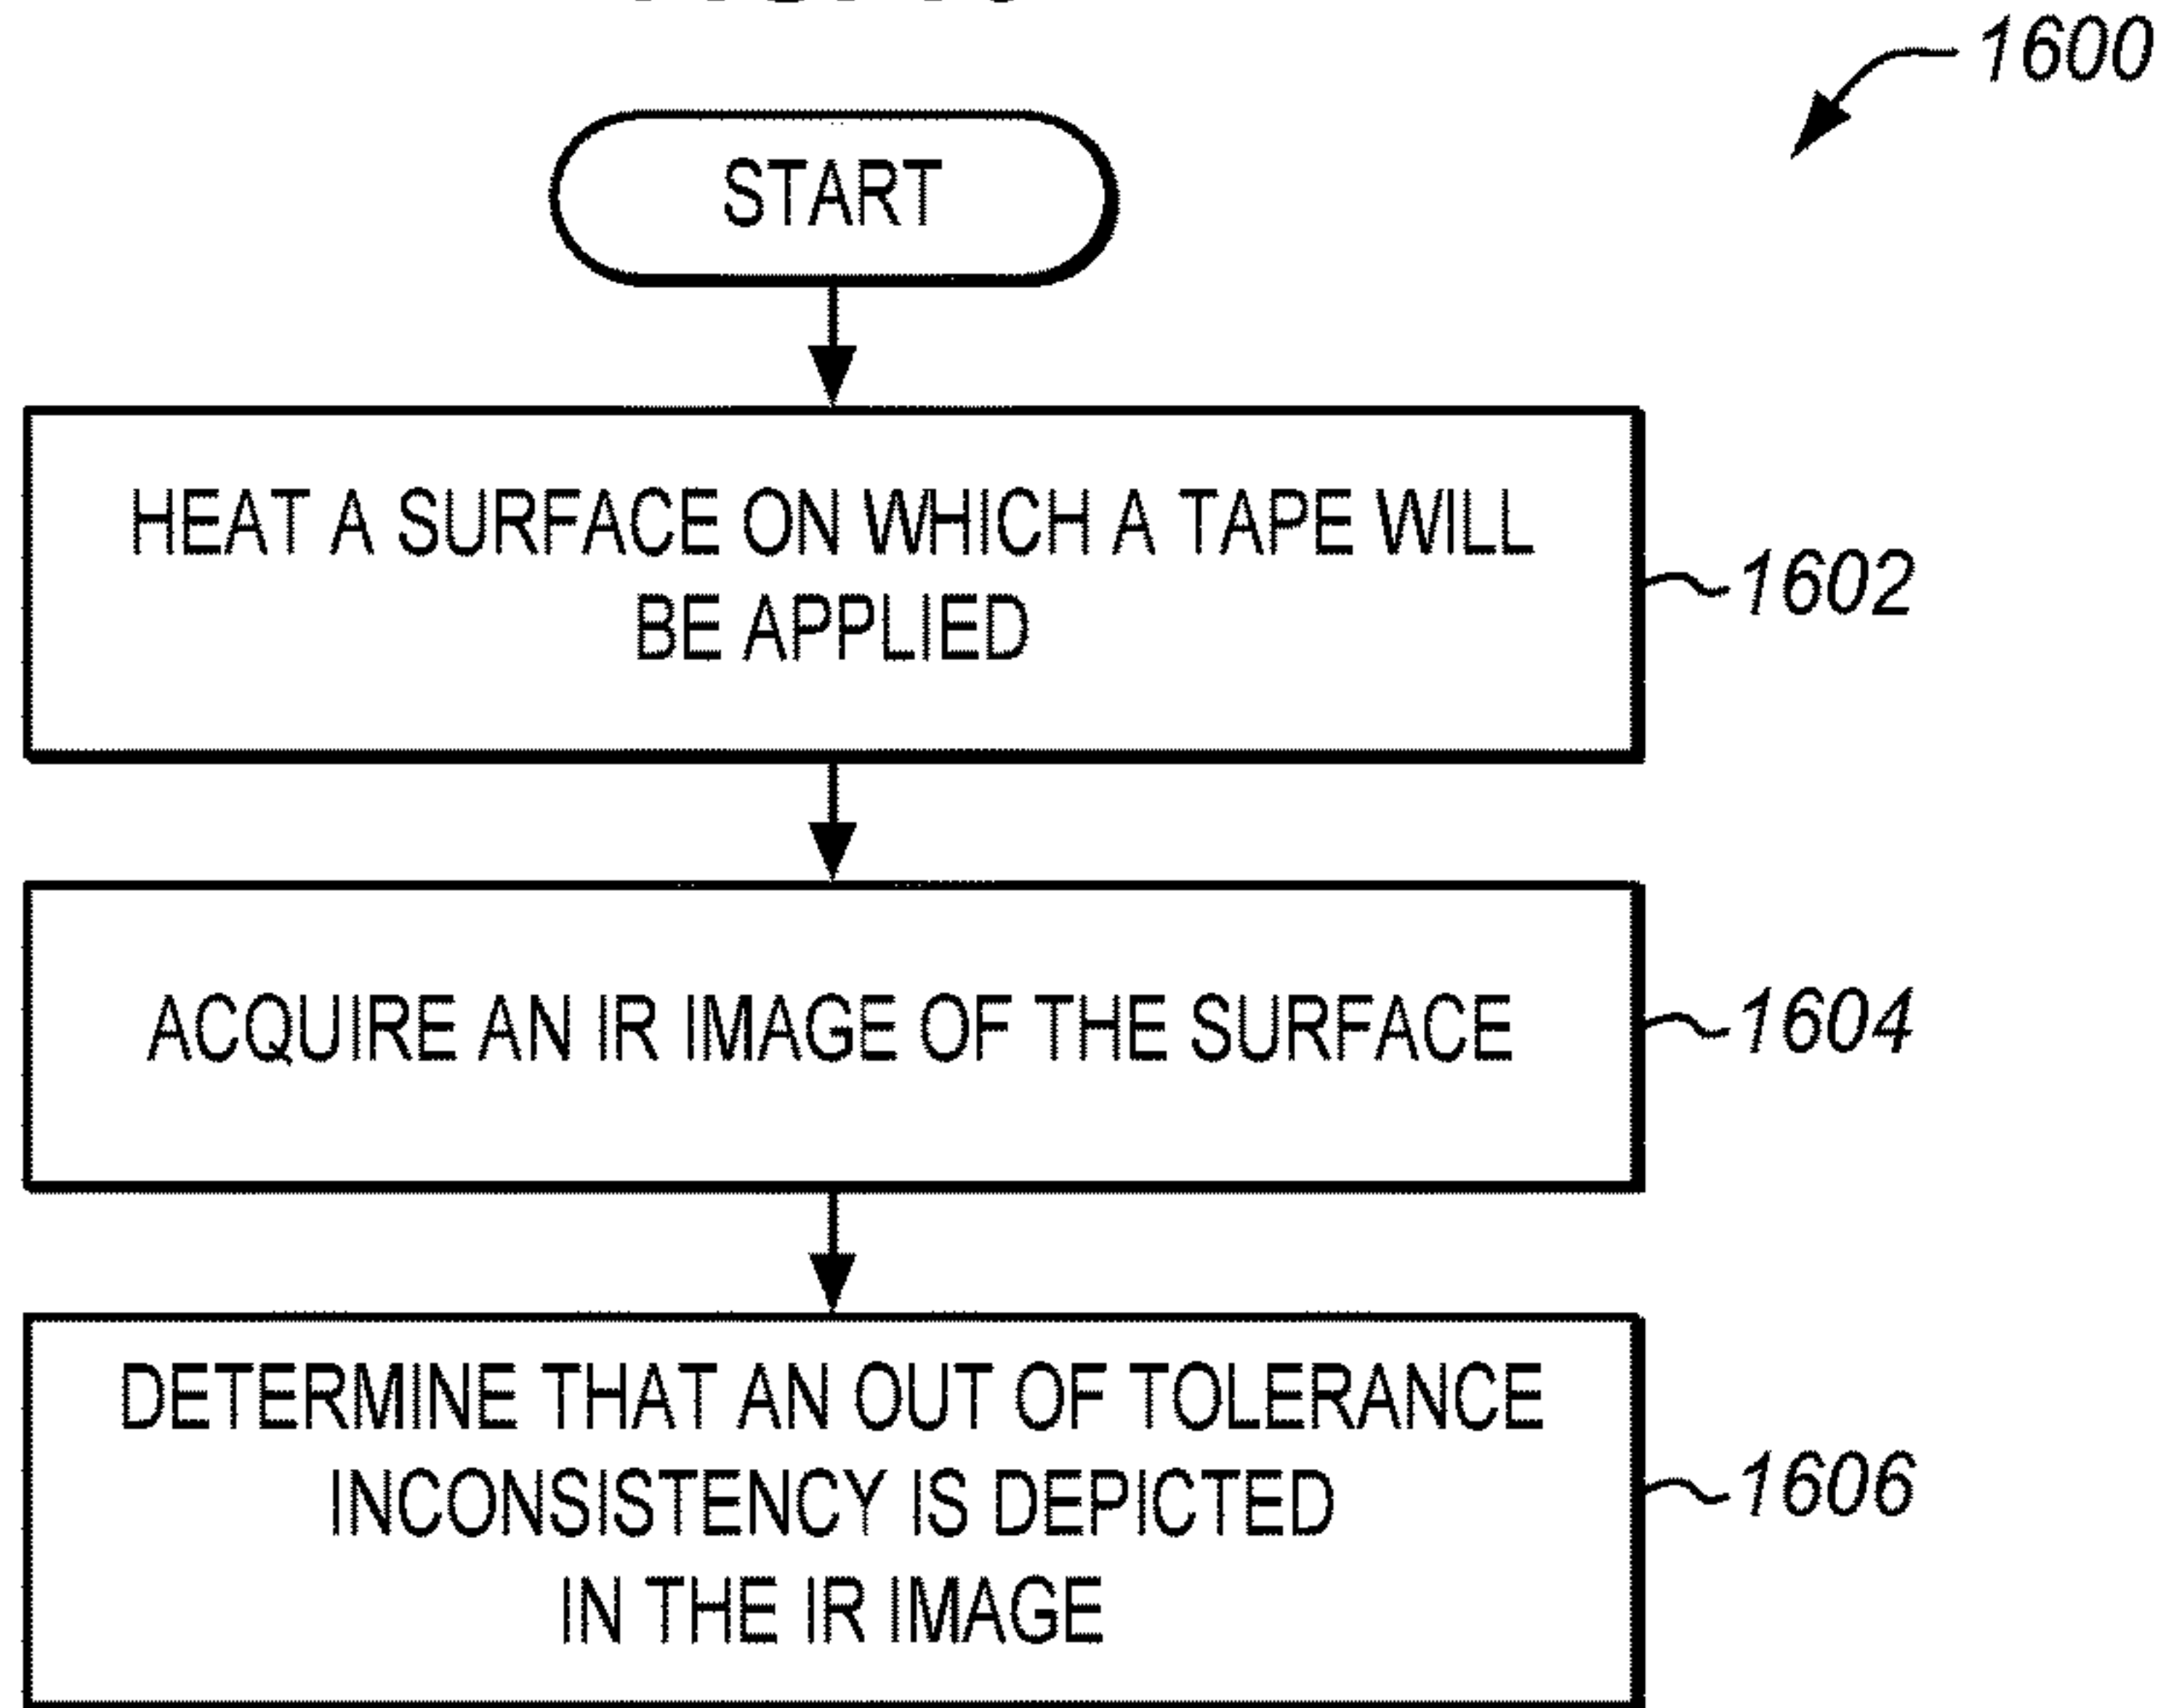 1600
START
HEAT A SURFACE ON WHICH A TAPE WILL
BE APPLIED
1602
ACQUIRE AN IR IMAGE OF THE SURFACE
1604
DETERMINE THAT AN OUT OF TOLERANCE
INCONSISTENCY IS DEPICTED
IN THE IR IMAGE
1606